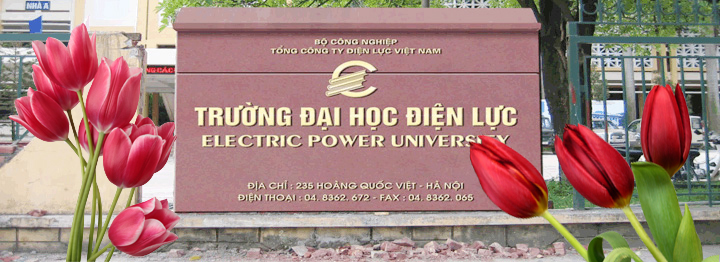 NHÀ A
BỘ CÔNG NGHIỆP
TỔNG CÔNG TY ĐIỆN LỰC VIỆT NAM
TRƯỜNG ĐẠI HỌC ĐIỆN LỰC
ELECTRIC POWER UNIVERSITY
ĐỊA CHỈ : 235 HOÀNG QUỐC VIỆT - HÀ NỘI
ĐIỆN THOẠI : 04. 8362. 672 - FAX : 04. 8362. 065